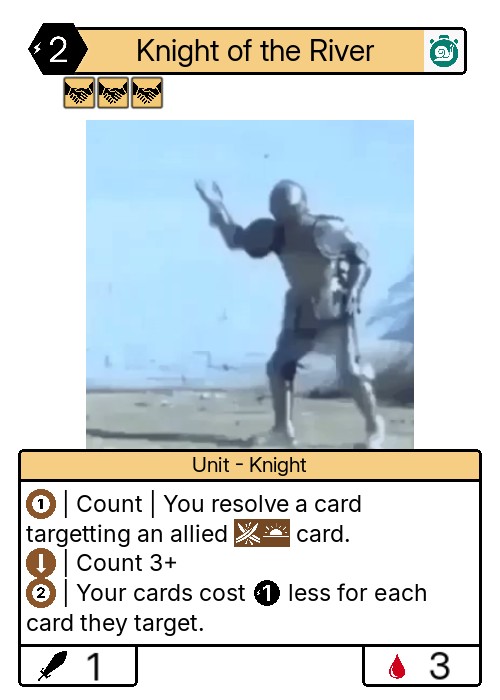 2 Knight of the River
Unit - Knight
1 | Count | You resolve a card
targetting an allied card.
| Count 3+
2 | Your cards cost 1 less for each
card they target.
1 3